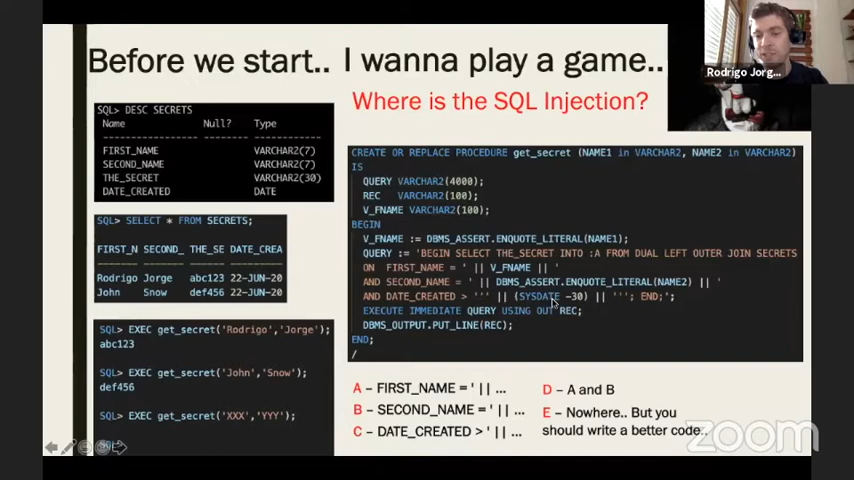 Before we start.. I wanna play a game..
Rodrigo Jorg...
Where is the SQL Injection?
SQL> DESC SECRETS
Name Null? Type
FIRST_NAME VARCHAR2(7)
SECOND_NAME VARCHAR2(7)
THE_SECRET VARCHAR2(30)
DATE_CREATED DATE
SQL> SELECT * FROM SECRETS;
FIRST_N SECOND_ THE_SE DATE_CREA
Rodrigo Jorge abc123 22-JUN-20
John Snow def456 22-JUN-20
SQL> EXEC get_secret('Rodrigo','Jorge');
abc123
SQL> EXEC get_secret('John','Snow');
def456
SQL> EXEC get_secret('XXX','YYY');
SQL>
CREATE OR REPLACE PROCEDURE get_secret (NAME1 in VARCHAR2, NAME2 in VARCHAR2)
IS
QUERY VARCHAR2(4000);
REC VARCHAR2(100);
V_FNAME VARCHAR2(100);
BEGIN
V_FNAME := DBMS_ASSERT.ENQUOTE_LITERAL(NAME1);
QUERY := 'BEGIN SELECT THE_SECRET INTO :A FROM DUAL LEFT OUTER JOIN SECRETS
ON FIRST_NAME = ' || V_FNAME || '
AND SECOND_NAME = ' || DBMS_ASSERT.ENQUOTE_LITERAL(NAME2) || '
AND DATE_CREATED > ''' || (SYSDATE -30) || '''; END;';
EXECUTE IMMEDIATE QUERY USING OUT REC;
DBMS_OUTPUT.PUT_LINE(REC);
END;
/
A – FIRST_NAME = ' || ...
B – SECOND_NAME = ' || ...
C – DATE_CREATED > ' || ...
D – A and B
E – Nowhere.. But you
should write a better code..
zoom